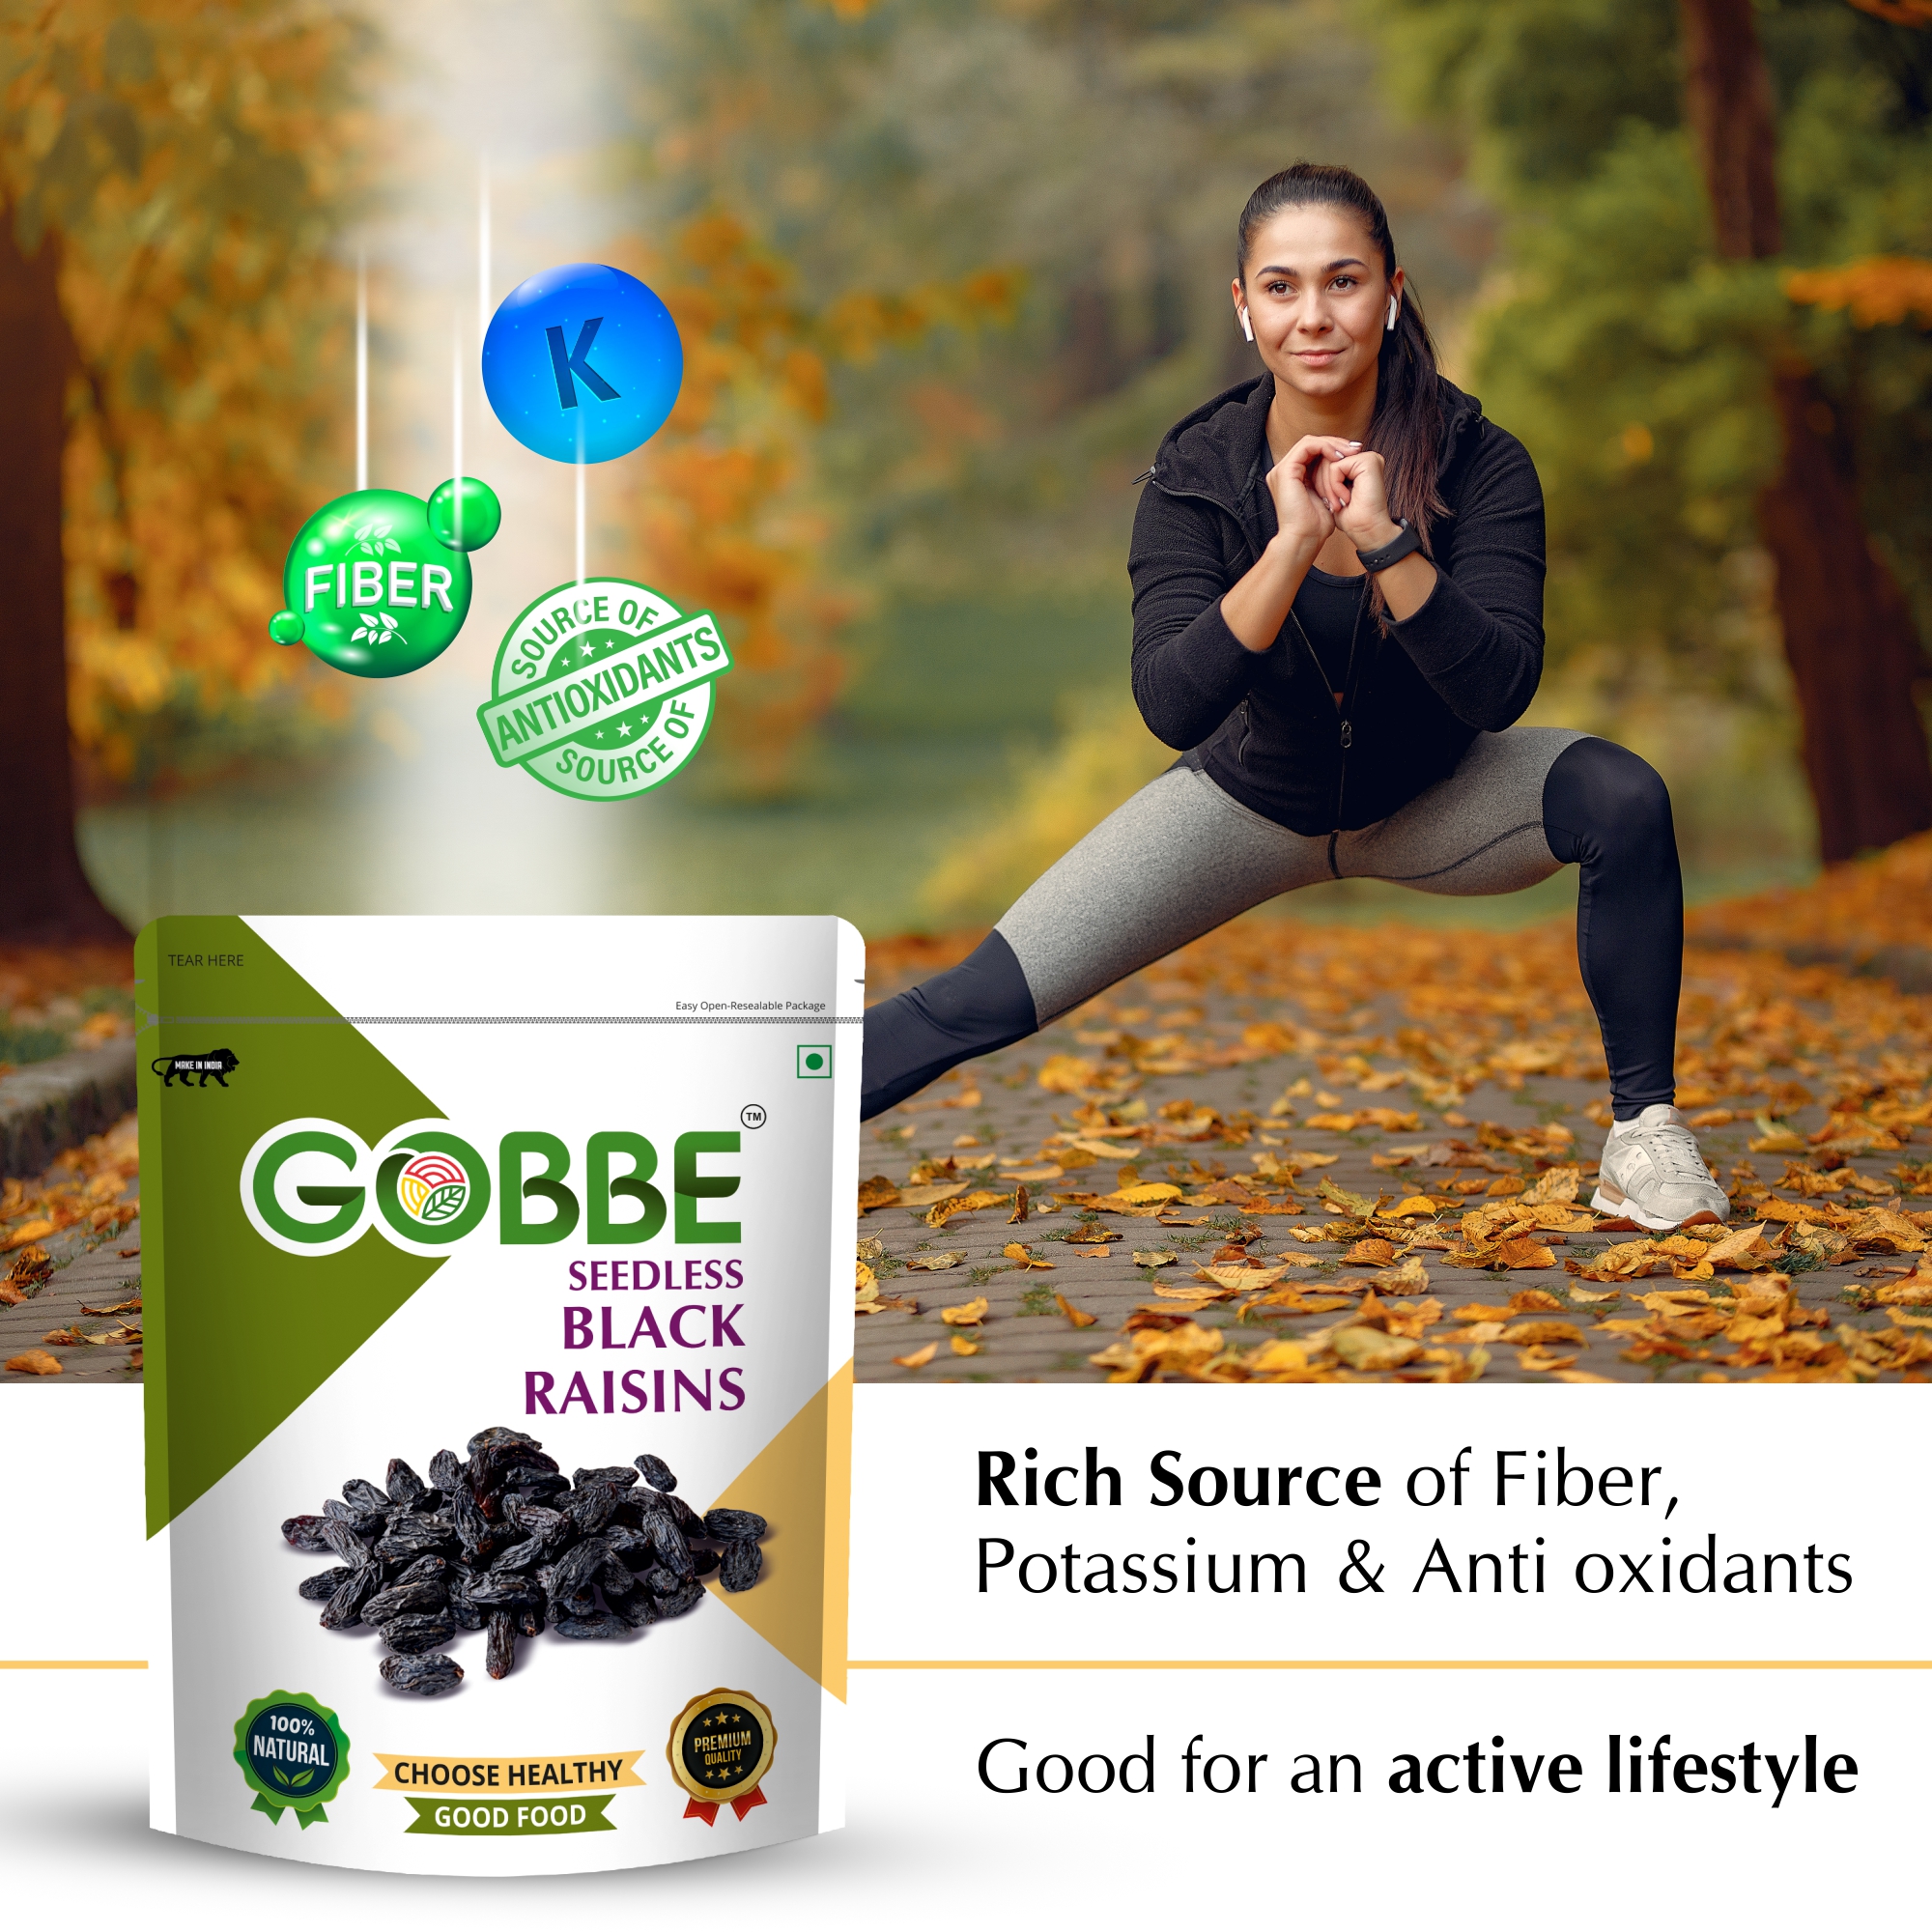 K
FIBER
SOURCE OF
ANTIOXIDANTS
SOURCE OF
TEAR HERE
Easy Open-Resealable Package
MAKE IN INDIA
GOBBE TM
SEEDLESS
BLACK
RAISINS
100%
NATURAL
CHOOSE HEALTHY
GOOD FOOD
PREMIUM
QUALITY
Rich Source of Fiber,
Potassium & Anti oxidants
Good for an active lifestyle